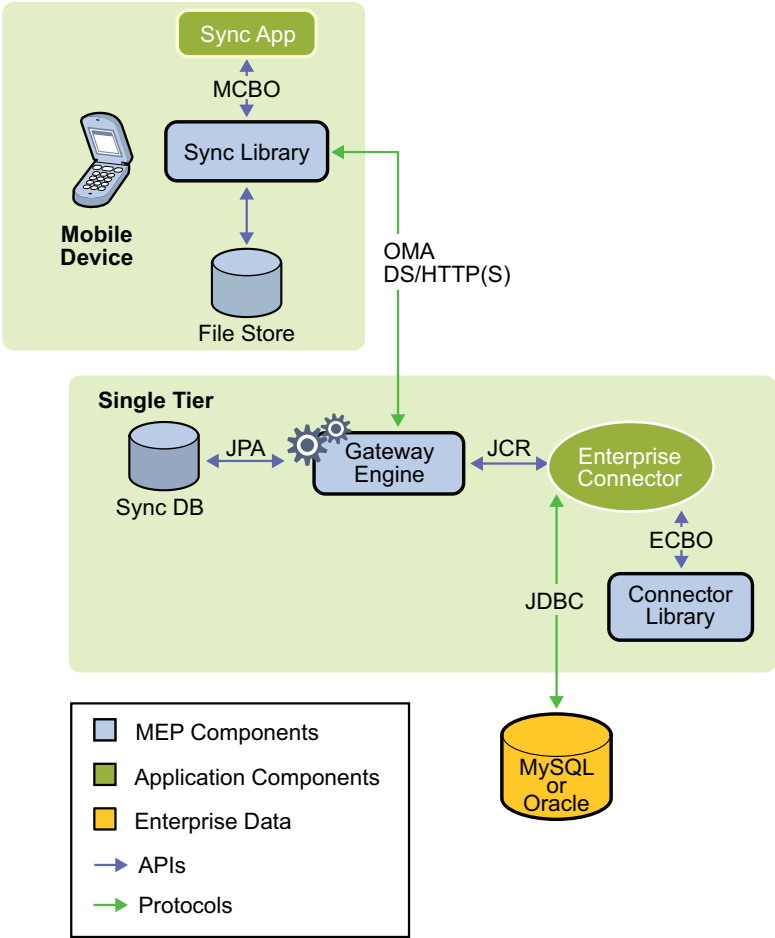 Sync App
MCBO
Sync Library
Mobile
Device
File Store
OMA
DS/HTTP(S)
Single Tier
Sync DB
JPA
Gateway
Engine
JCR
Enterprise
Connector
ECBO
Connector
Library
JDBC
MySQL
or
Oracle
MEP Components
Application Components
Enterprise Data
APIs
Protocols